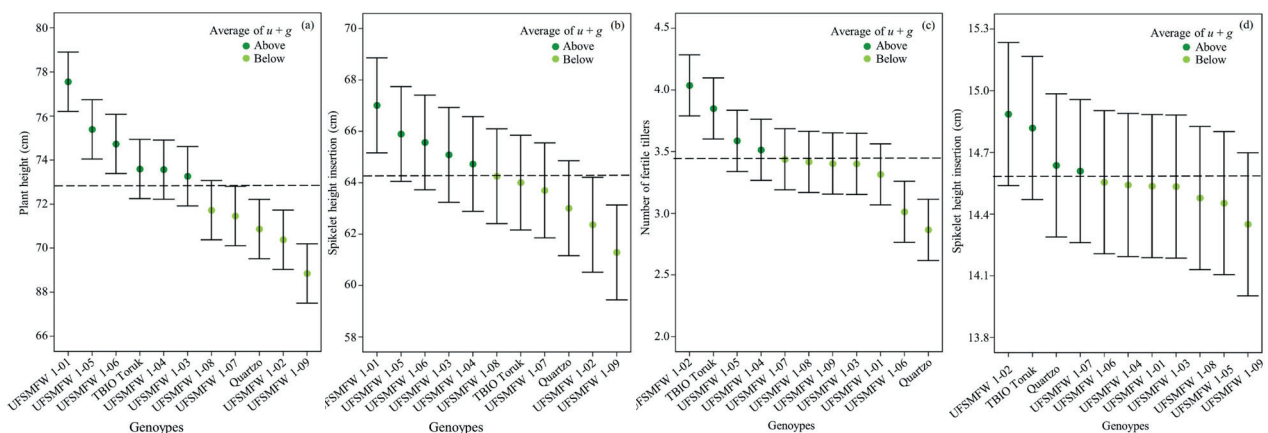 (a)
Average of u + g
Above
Below
Plant height (cm)
80
78
76
74
72
70
88
66
UFSMFW 1-01
UFSMFW 1-05
UFSMFW 1-06
TBIO Toruk
UFSMFW 1-04
UFSMFW 1-03
UFSMFW 1-08
UFSMFW 1-07
Quartzo
UFSMFW 1-02
UFSMFW 1-09
Genoypes
(b)
Average of u + g
Above
Below
Spikelet height insertion (cm)
70
68
66
64
62
60
58
UFSMFW 1-01
UFSMFW 1-05
UFSMFW 1-06
UFSMFW 1-03
UFSMFW 1-04
UFSMFW 1-08
TBIO Toruk
UFSMFW 1-07
Quartzo
UFSMFW 1-02
UFSMFW 1-09
Genoypes
(c)
Average of u + g
Above
Below
Number of fertile tillers
4.5
4.0
3.5
3.0
2.5
2.0
UFSMFW 1-02
TBIO Toruk
UFSMFW 1-05
UFSMFW 1-04
UFSMFW 1-07
UFSMFW 1-08
UFSMFW 1-09
UFSMFW 1-03
UFSMFW 1-01
UFSMFW 1-06
Quartzo
Genoypes
(d)
Average of u + g
Above
Below
Spikelet height insertion (cm)
15.3
15.0
14.7
14.4
14.1
13.8
UFSMFW 1-02
TBIO Toruk
Quartzo
UFSMFW 1-07
UFSMFW 1-06
UFSMFW 1-04
UFSMFW 1-01
UFSMFW 1-03
UFSMFW 1-08
UFSMFW 1-05
UFSMFW 1-09
Genoypes